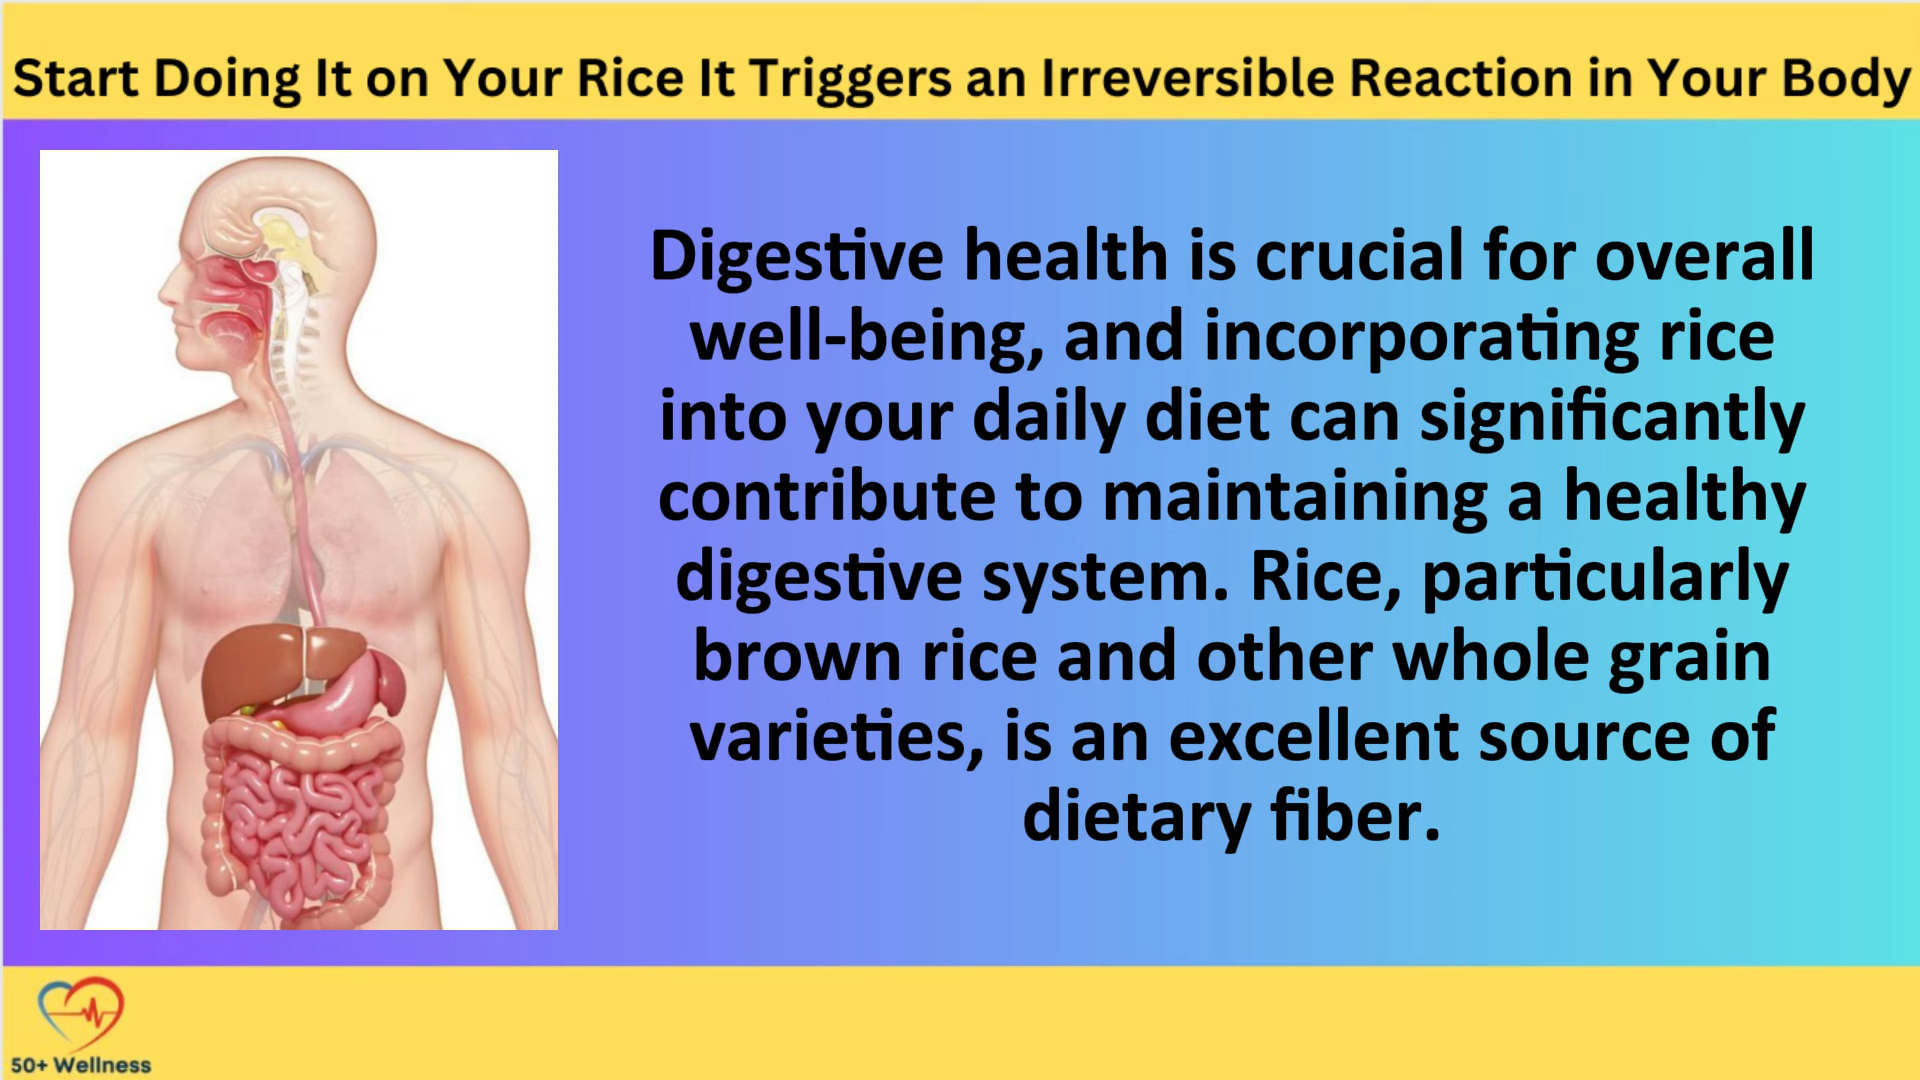 Start Doing It on Your Rice It Triggers an Irreversible Reaction in Your Body
Digestive health is crucial for overall
well-being, and incorporating rice
into your daily diet can significantly
contribute to maintaining a healthy
digestive system. Rice, particularly
brown rice and other whole grain
varieties, is an excellent source of
dietary fiber.
50+ Wellness